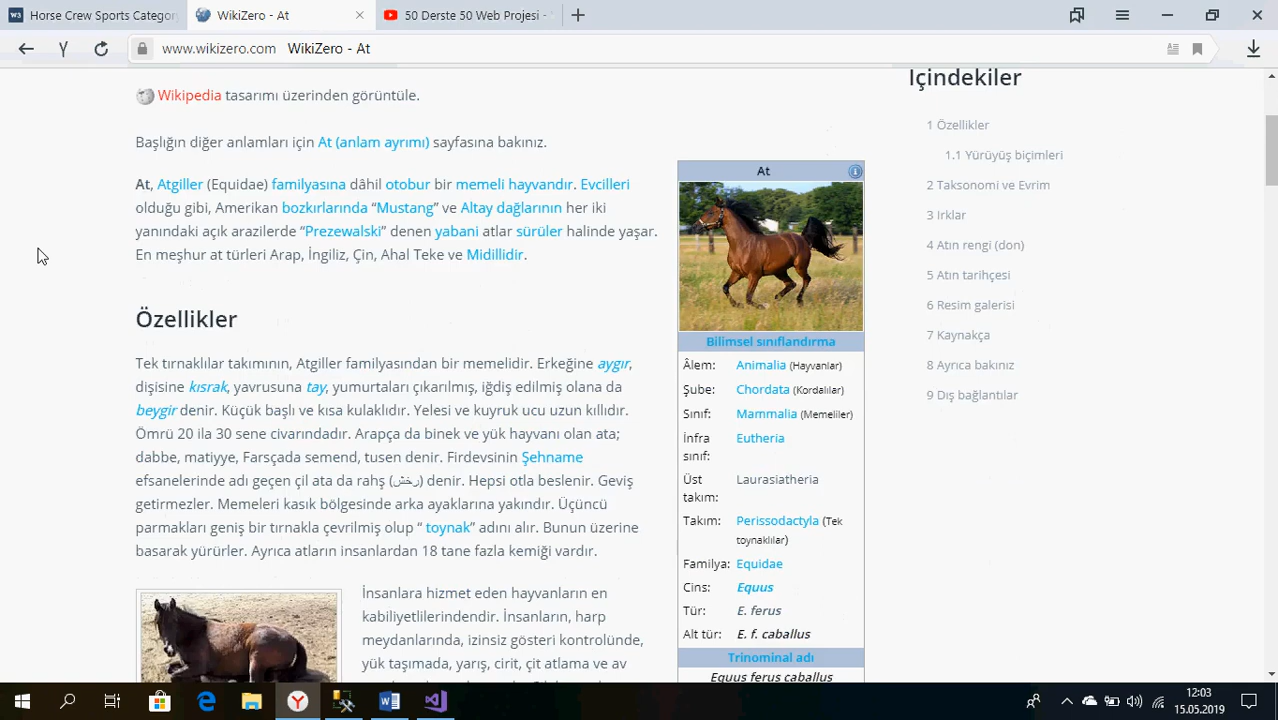 Horse Crew Sports Category
WikiZero - At
50 Derste 50 Web Projesi -
www.wikizero.com WikiZero - At
Wikipedia tasarımı üzerinden görüntüle.
Başlığın diğer anlamları için At (anlam ayrımı) sayfasına bakınız.
At, Atgiller (Equidae) familyasına dâhil otobur bir memeli hayvandır. Evcilleri
olduğu gibi, Amerikan bozkırlarında “Mustang” ve Altay dağlarının her iki
yanındaki açık arazilerde “Prezewalski” denen yabani atlar sürüler halinde yaşar.
En meşhur at türleri Arap, İngiliz, Çin, Ahal Teke ve Midillidir.
Özellikler
Tek tırnaklılar takımının, Atgiller familyasından bir memelidir. Erkeğine aygır,
dişisine kısrak, yavrusuna tay, yumurtaları çıkarılmış, iğdiş edilmiş olana da
beygir denir. Küçük başlı ve kısa kulaklıdır. Yelesi ve kuyruk ucu uzun kıllıdır.
Ömrü 20 ila 30 sene civarındadır. Arapça da binek ve yük hayvanı olan ata;
dabbe, matiyye, Farsçada semend, tusen denir. Firdevsinin Şehname
efsanelerinde adı geçen çil ata da rahş (رخش) denir. Hepsi otla beslenir. Geviş
getirmezler. Memeleri kasık bölgesinde arka ayaklarına yakındır. Üçüncü
parmakları geniş bir tırnakla çevrilmiş olup “ toynak” adını alır. Bunun üzerine
basarak yürürler. Ayrıca atların insanlardan 18 tane fazla kemiği vardır.
İnsanlara hizmet eden hayvanların en
kabiliyetlilerindendir. İnsanların, harp
meydanlarında, izinsiz gösteri kontrolünde,
yük taşımada, yarış, cirit, çit atlama ve av
At
Bilimsel sınıflandırma
Âlem: Animalia (Hayvanlar)
Şube: Chordata (Kordalılar)
Sınıf: Mammalia (Memeliler)
İnfra Eutheria
sınıf:
Üst Laurasiatheria
takım:
Takım: Perissodactyla (Tek
toynaklılar)
Familya: Equidae
Cins: Equus
Tür: E. ferus
Alt tür: E. f. caballus
Trinominal adı
Equus ferus caballus
İçindekiler
1 Özellikler
1.1 Yürüyüş biçimleri
2 Taksonomi ve Evrim
3 Irklar
4 Atın rengi (don)
5 Atın tarihçesi
6 Resim galerisi
7 Kaynakça
8 Ayrıca bakınız
9 Dış bağlantılar
12:03
15.05.2019